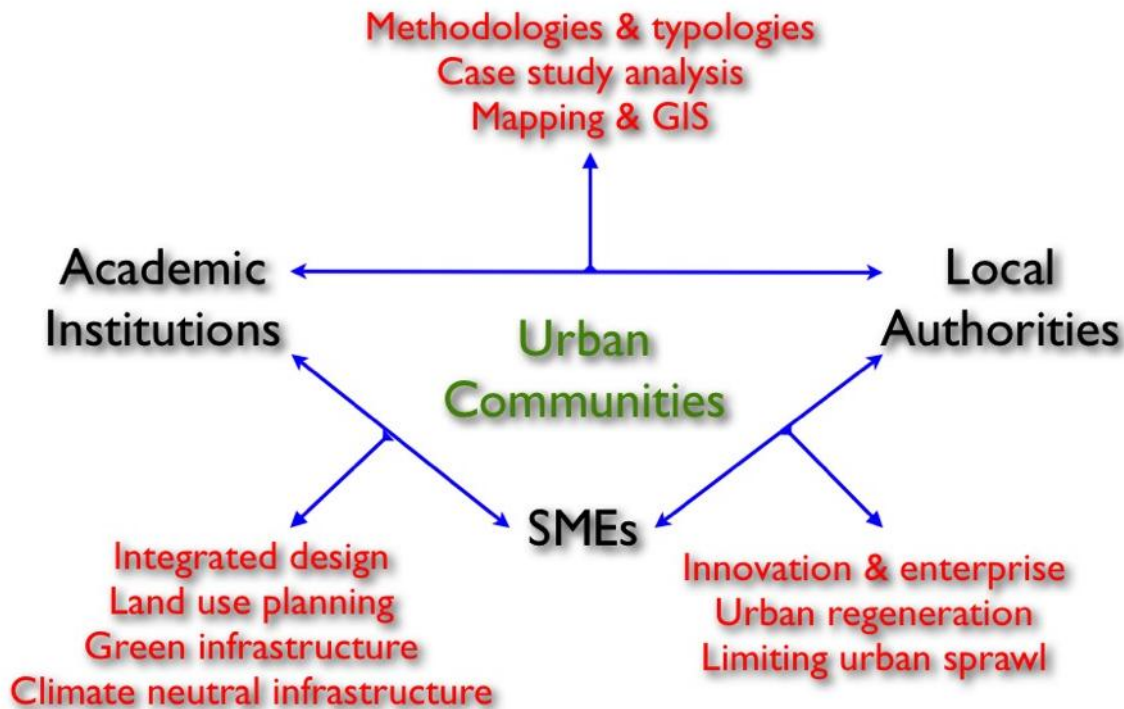 Methodologies & typologies
Case study analysis
Mapping & GIS
Academic
Institutions
Local
Authorities
Urban
Communities
SMEs
Integrated design
Land use planning
Green infrastructure
Climate neutral infrastructure
Innovation & enterprise
Urban regeneration
Limiting urban sprawl